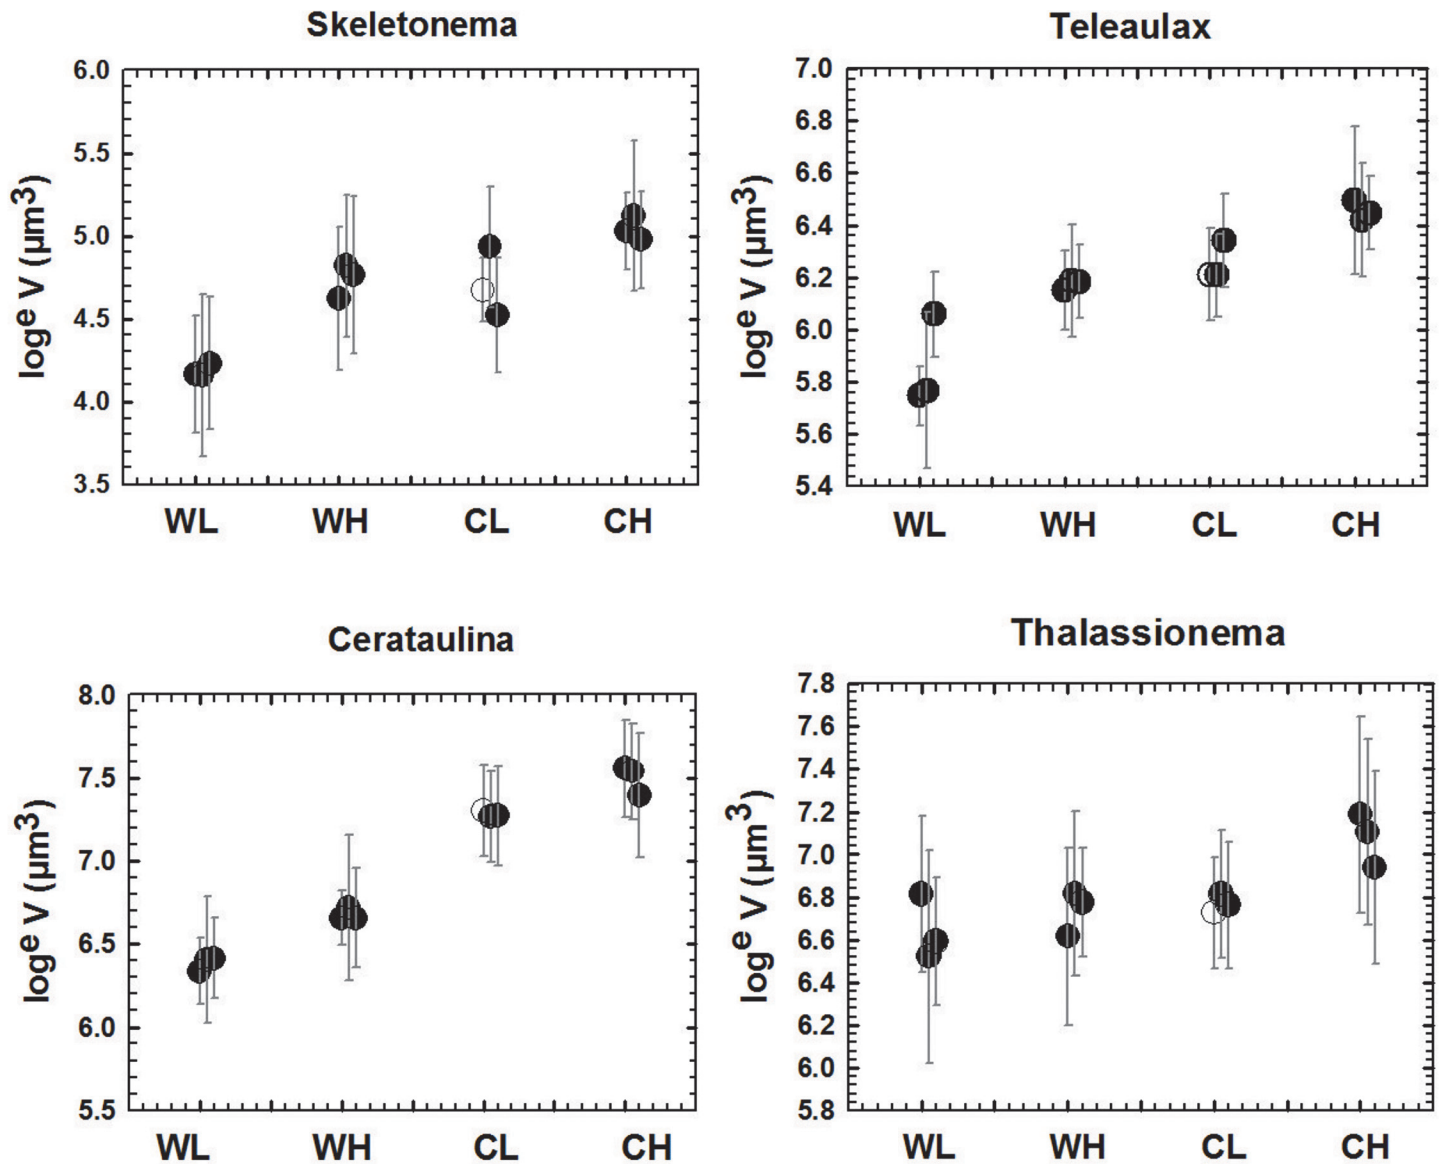 Skeletonema
6.0
5.5
5.0
4.5
4.0
3.5
loge V (µm3)
WL WH CL CH
Teleaulax
7.0
6.8
6.6
6.4
6.2
6.0
5.8
5.6
5.4
loge V (µm3)
WL WH CL CH
Cerataulina
8.0
7.5
7.0
6.5
6.0
5.5
loge V (µm3)
WL WH CL CH
Thalassionema
7.8
7.6
7.4
7.2
7.0
6.8
6.6
6.4
6.2
6.0
5.8
loge V (µm3)
WL WH CL CH